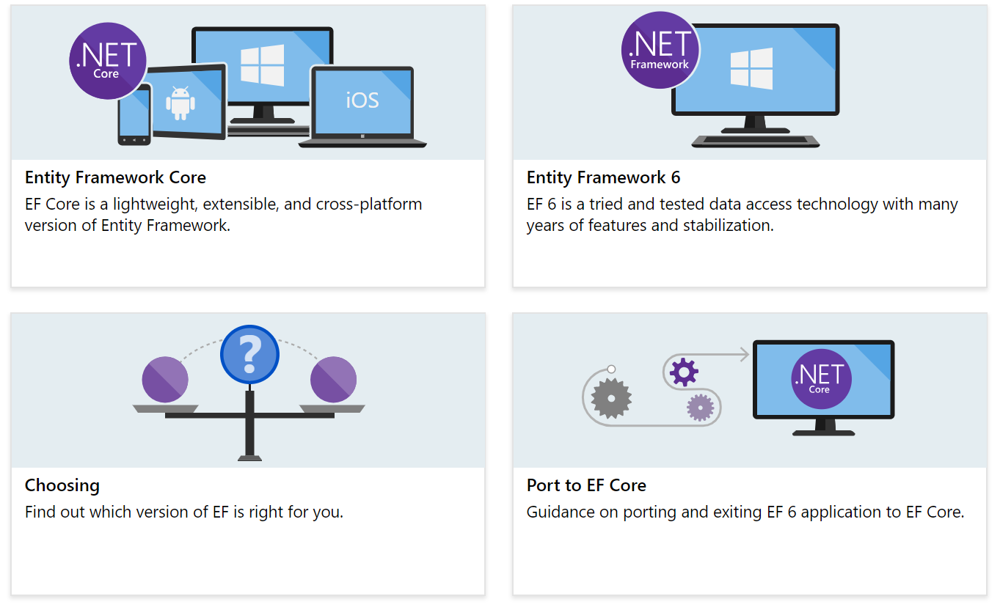 .NET
Core
iOS
Entity Framework Core
EF Core is a lightweight, extensible, and cross-platform
version of Entity Framework.
.NET
Framework
Entity Framework 6
EF 6 is a tried and tested data access technology with many
years of features and stabilization.
?
Choosing
Find out which version of EF is right for you.
.NET
Core
Port to EF Core
Guidance on porting and exiting EF 6 application to EF Core.